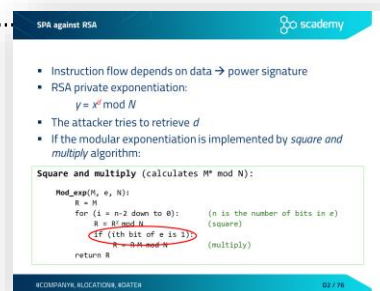 SPA against RSA
scademy
▪ Instruction flow depends on data → power signature
▪ RSA private exponentiation:
y = x^d mod N
▪ The attacker tries to retrieve d
▪ If the modular exponentiation is implemented by square and
multiply algorithm:
Square and multiply (calculates Mᵉ mod N):
Mod_exp(M, e, N):
R = M
for (i = n-2 down to 0): (n is the number of bits in e)
R = R² mod N (square)
if (ith bit of e is 1):
R = R·M mod N (multiply)
return R
#COMPANY#, #LOCATION#, #DATE#
02 / 76